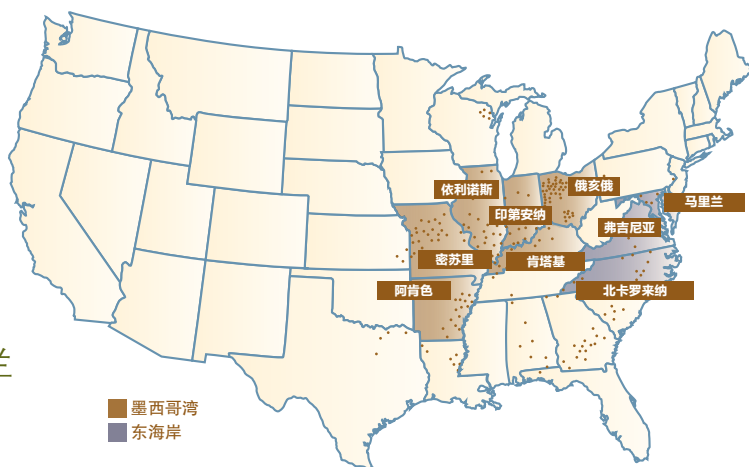 依利诺斯
俄亥俄
马里兰
印第安纳
弗吉尼亚
密苏里
肯塔基
阿肯色
北卡罗来纳
兰
墨西哥湾
东海岸